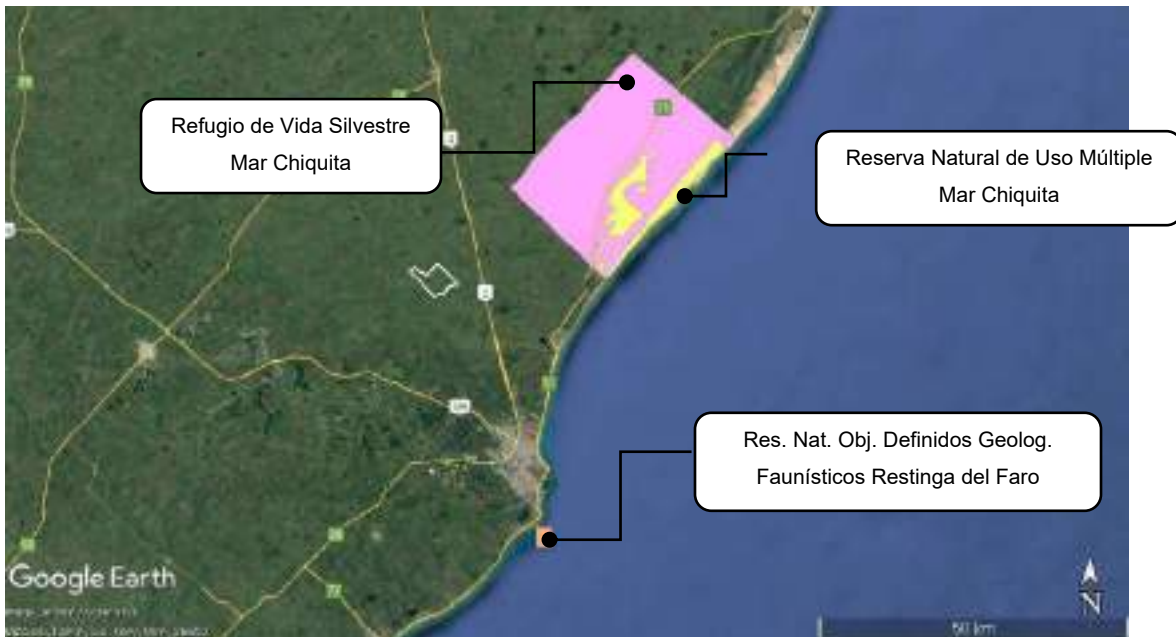 Refugio de Vida Silvestre
Mar Chiquita
Reserva Natural de Uso Múltiple
Mar Chiquita
Res. Nat. Obj. Definidos Geolog.
Faunísticos Restinga del Faro
Google Earth
N
50 km